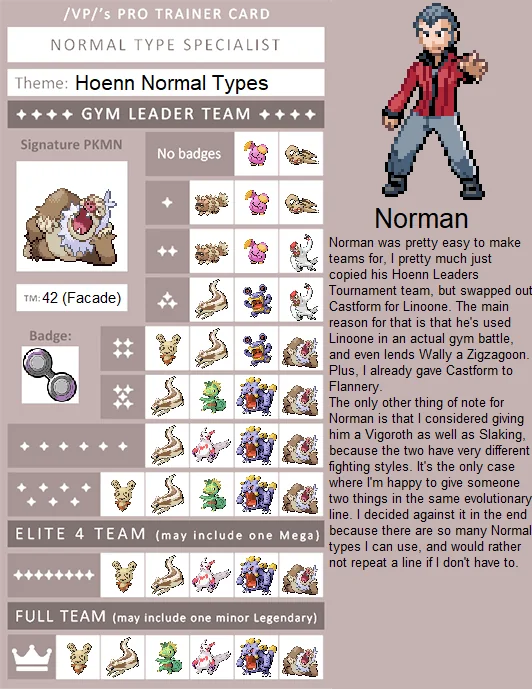 /VP/'s PRO TRAINER CARD
NORMAL TYPE SPECIALIST
Theme: Hoenn Normal Types
GYM LEADER TEAM
Signature PKMN
No badges
TM: 42 (Facade)
Badge:
ELITE 4 TEAM (may include one Mega)
FULL TEAM (may include one minor Legendary)
Norman
Norman was pretty easy to make
teams for, I pretty much just
copied his Hoenn Leaders
Tournament team, but swapped out
Castform for Linoone. The main
reason for that is that he's used
Linoone in an actual gym battle,
and even lends Wally a Zigzagoon.
Plus, I already gave Castform to
Flannery.
The only other thing of note for
Norman is that I considered giving
him a Vigoroth as well as Slaking,
because the two have very different
fighting styles. It's the only case
where I'm happy to give someone
two things in the same evolutionary
line. I decided against it in the end
because there are so many Normal
types I can use, and would rather
not repeat a line if I don't have to.